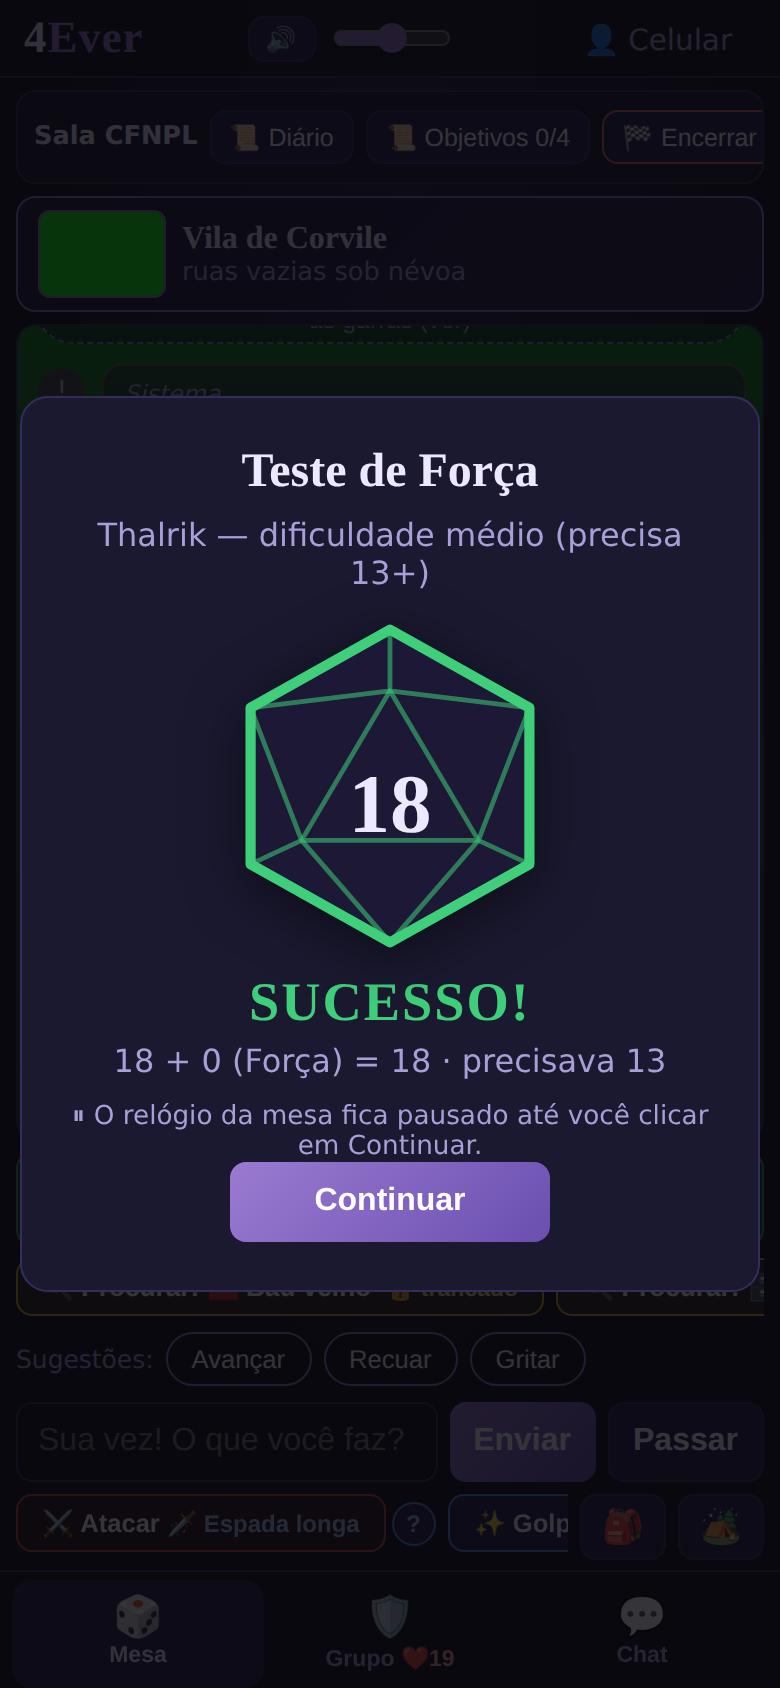 4Ever
Celular
Sala CFNPL
Diário
Objetivos 0/4
Encerrar
Vila de Corvile
ruas vazias sob névoa
Sistema
Teste de Força
Thalrik — dificuldade médio (precisa
13+)
18
SUCESSO!
18 + 0 (Força) = 18 · precisava 13
⏸ O relógio da mesa fica pausado até você clicar
em Continuar.
Continuar
Sugestões:
Avançar
Recuar
Gritar
Sua vez! O que você faz?
Enviar
Passar
Atacar
Espada longa
?
Golp
Mesa
Grupo ❤️19
Chat